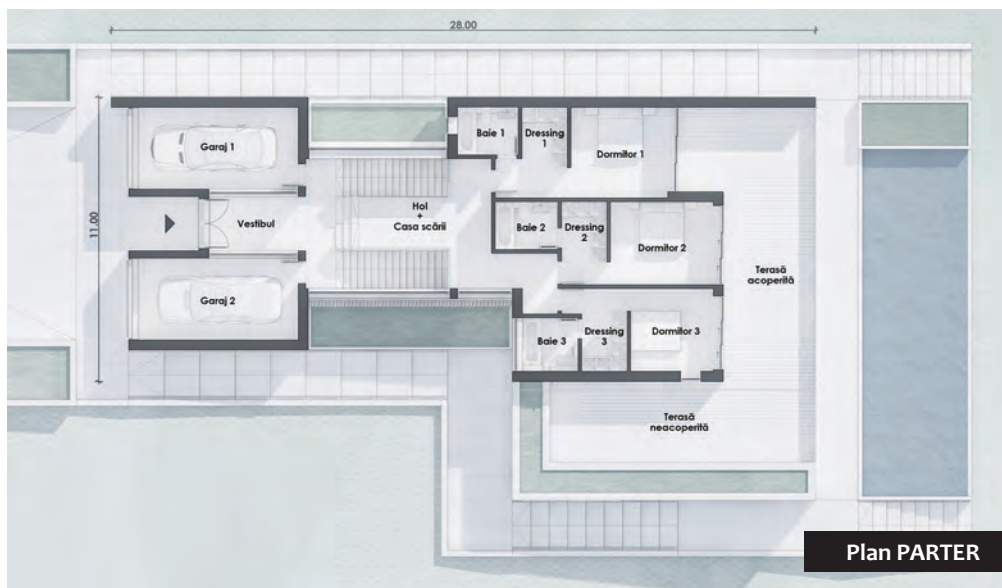 28.00
11.00
Garaj 1
Vestibul
Garaj 2
Hol
+
Casa scării
Baie 1
Dressing
1
Dormitor 1
Baie 2
Dressing
2
Dormitor 2
Baie 3
Dressing
3
Dormitor 3
Terasă
acoperită
Terasă
neacoperită
Plan PARTER